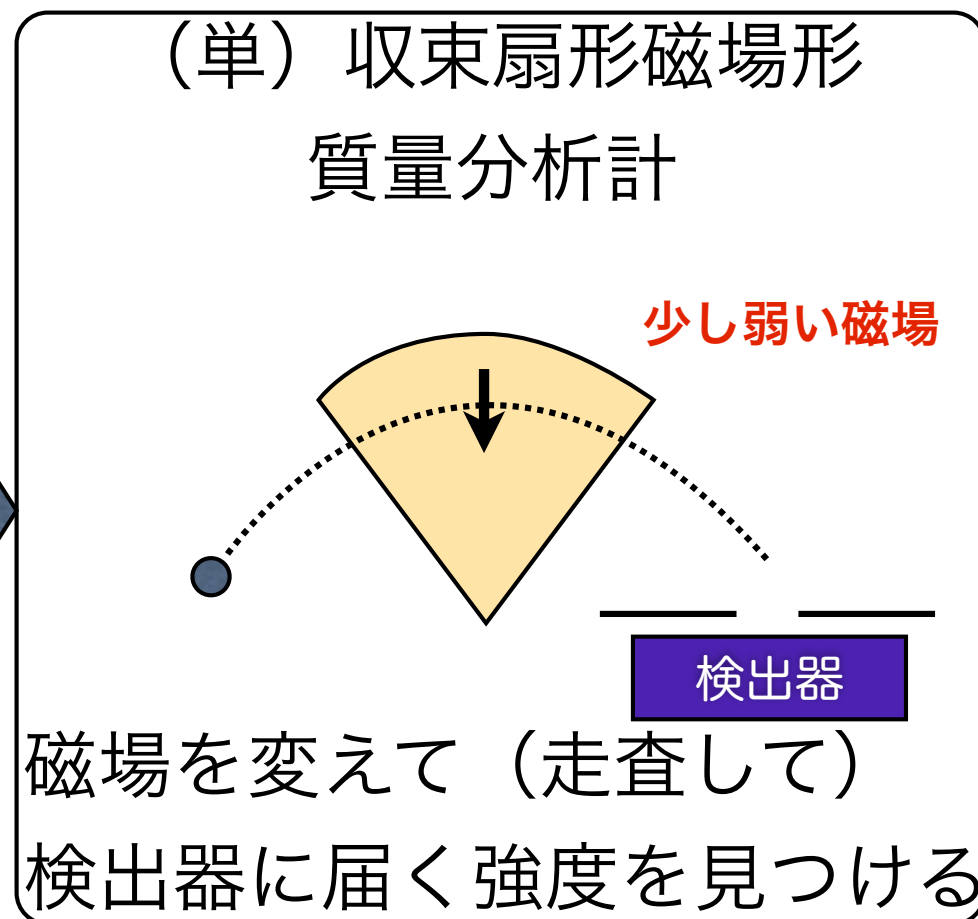 （単）収束扇形磁場形
質量分析計
少し弱い磁場
検出器
磁場を変えて（走査して）
検出器に届く強度を見つける